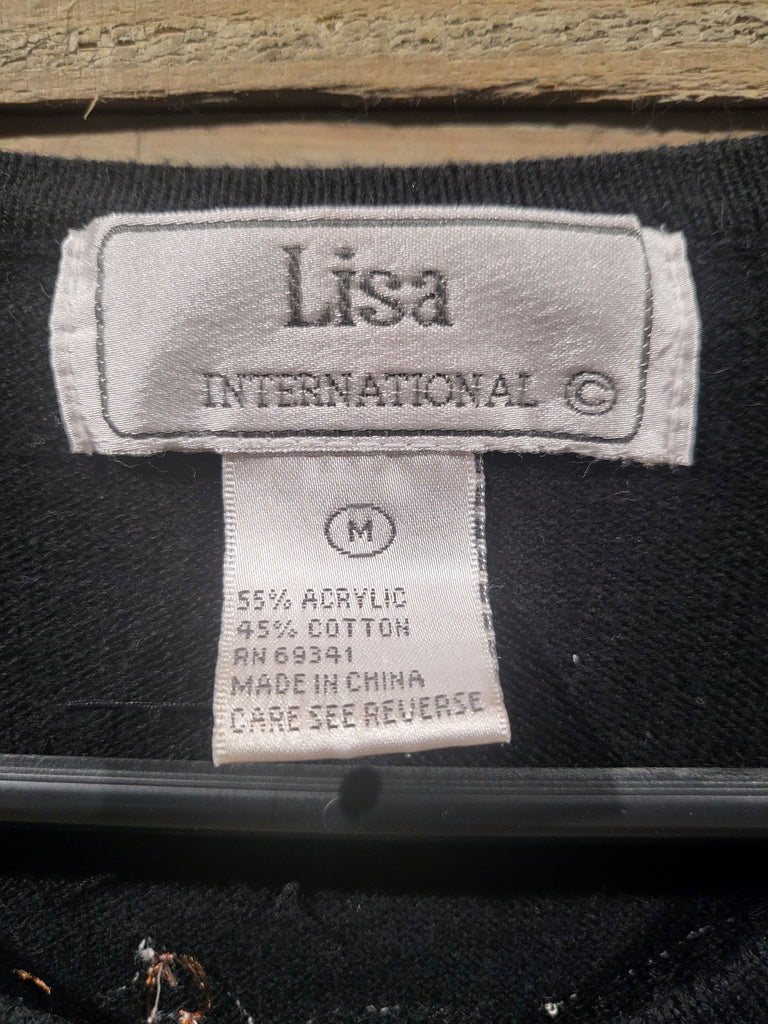 Lisa
INTERNATIONAL ©
M
55% ACRYLIC
45% COTTON
RN 69341
MADE IN CHINA
CARE SEE REVERSE